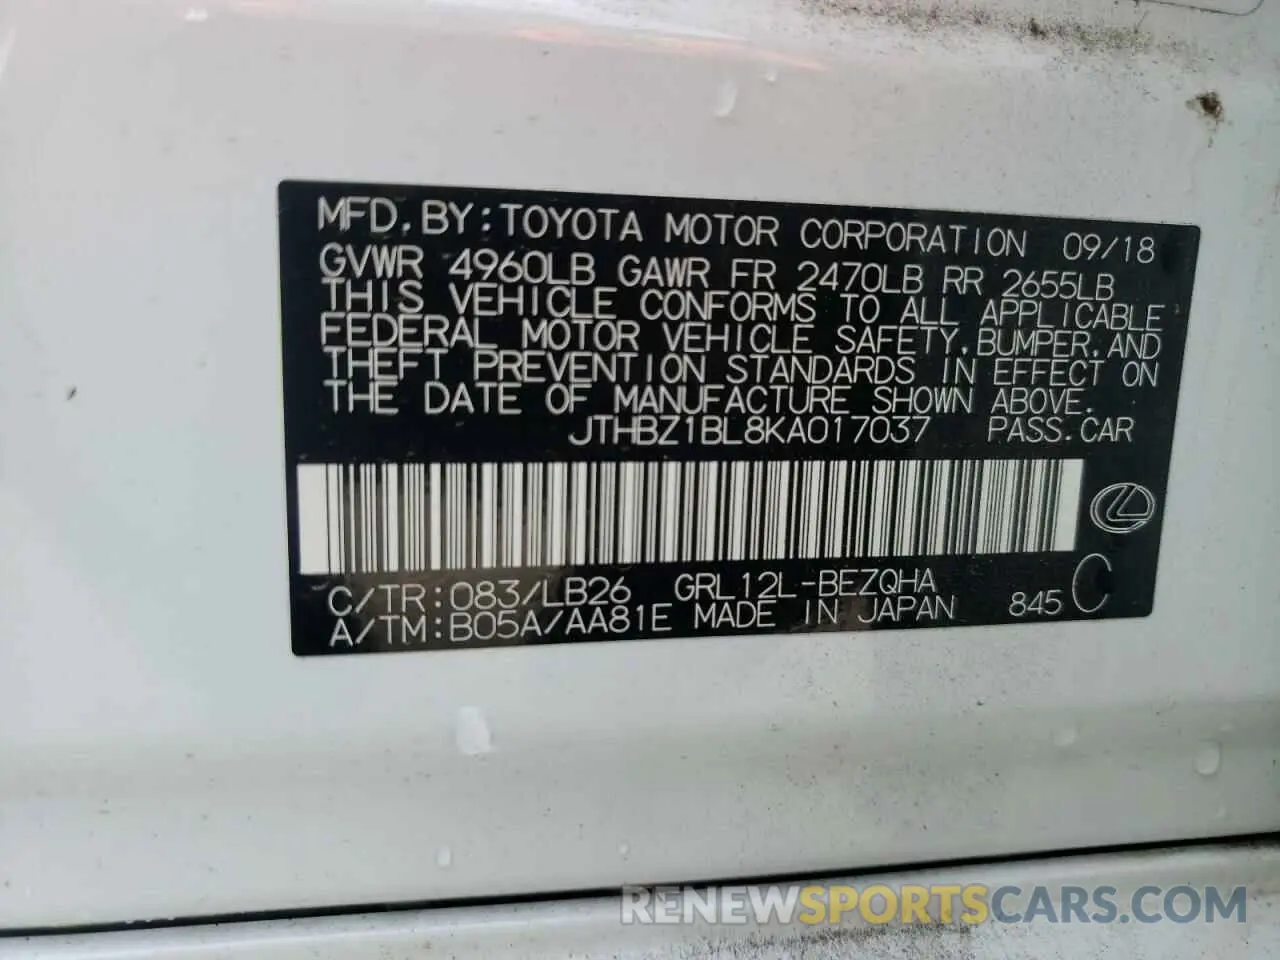 MFD. BY: TOYOTA MOTOR CORPORATION 09/18
GVWR 4960LB GAWR FR 2470LB RR 2655LB
THIS VEHICLE CONFORMS TO ALL APPLICABLE
FEDERAL MOTOR VEHICLE SAFETY, BUMPER, AND
THEFT PREVENTION STANDARDS IN EFFECT ON
THE DATE OF MANUFACTURE SHOWN ABOVE.
JTHBZ1BL8KA017037 PASS. CAR
C/TR: 083/LB26 GRL12L-BEZQHA
A/TM: B05A/AA81E MADE IN JAPAN 845 C
RENEWSPORTSCARS.COM